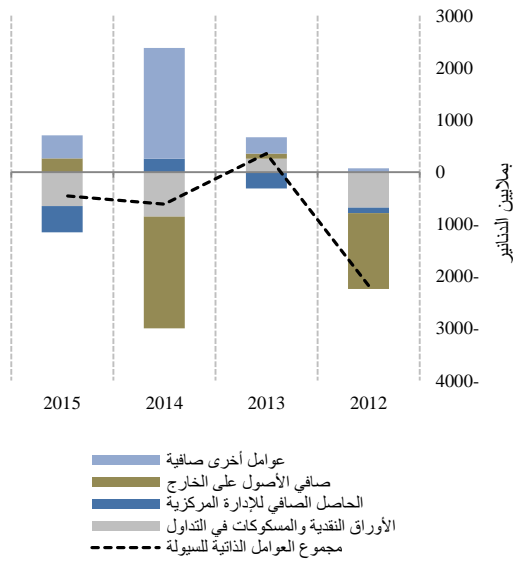 3000
2000
1000
0
1000-
2000-
3000-
4000-
بملايين الدنانير
2012
2013
2014
2015
عوامل أخرى صافية
صافي الأصول على الخارج
الحاصل الصافي للإدارة المركزية
الأوراق النقدية والمسكوكات في التداول
مجموع العوامل الذاتية للسيولة